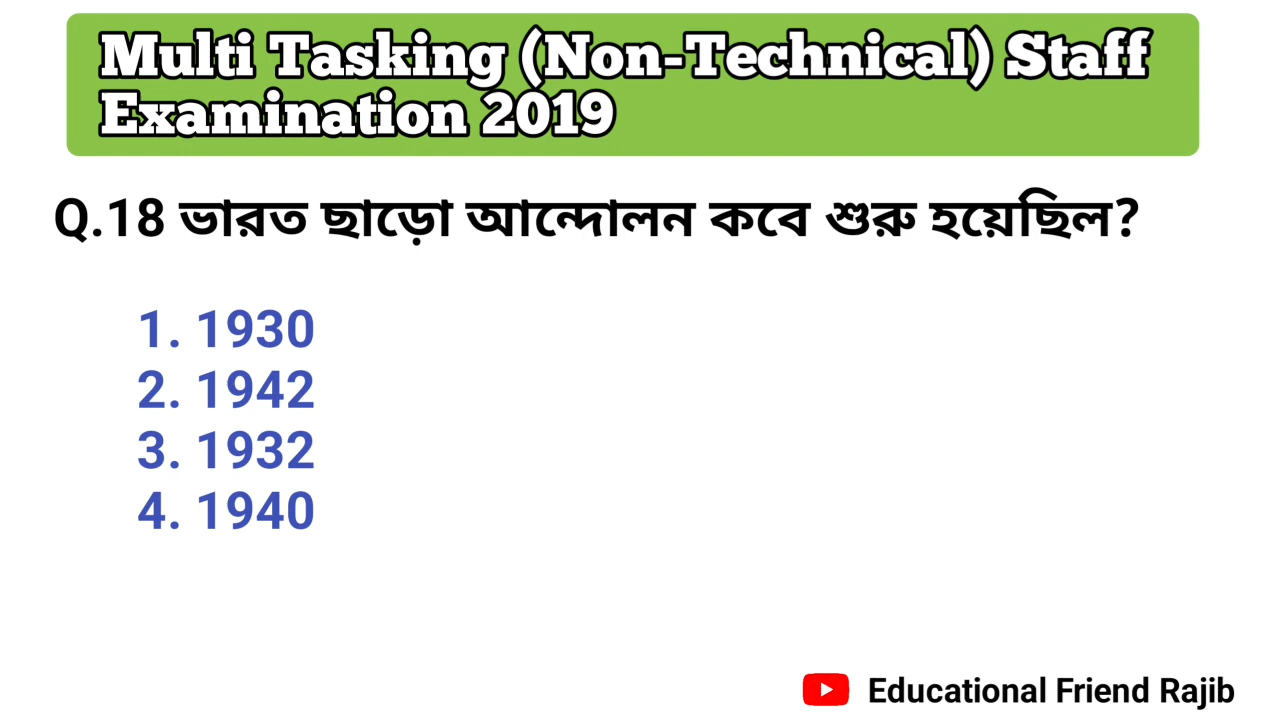 Multi Tasking (Non-Technical) Staff
Examination 2019
Q.18 ভারত ছাড়ো আন্দোলন কবে শুরু হয়েছিল?
1. 1930
2. 1942
3. 1932
4. 1940
Educational Friend Rajib